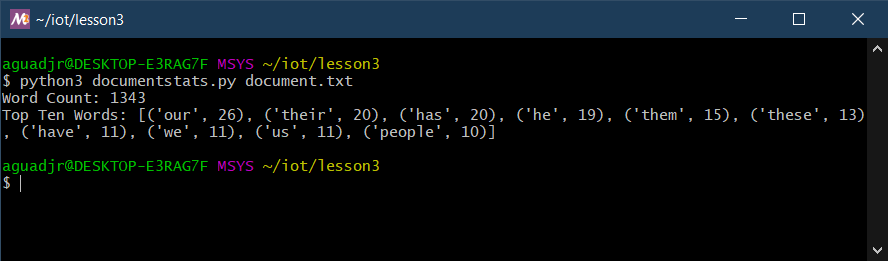 ~/iot/lesson3
aguadjr@DESKTOP-E3RAG7F MSYS ~/iot/lesson3
$ python3 documentstats.py document.txt
Word Count: 1343
Top Ten Words: [('our', 26), ('their', 20), ('has', 20), ('he', 19), ('them', 15), ('these', 13)
, ('have', 11), ('we', 11), ('us', 11), ('people', 10)]
aguadjr@DESKTOP-E3RAG7F MSYS ~/iot/lesson3
$